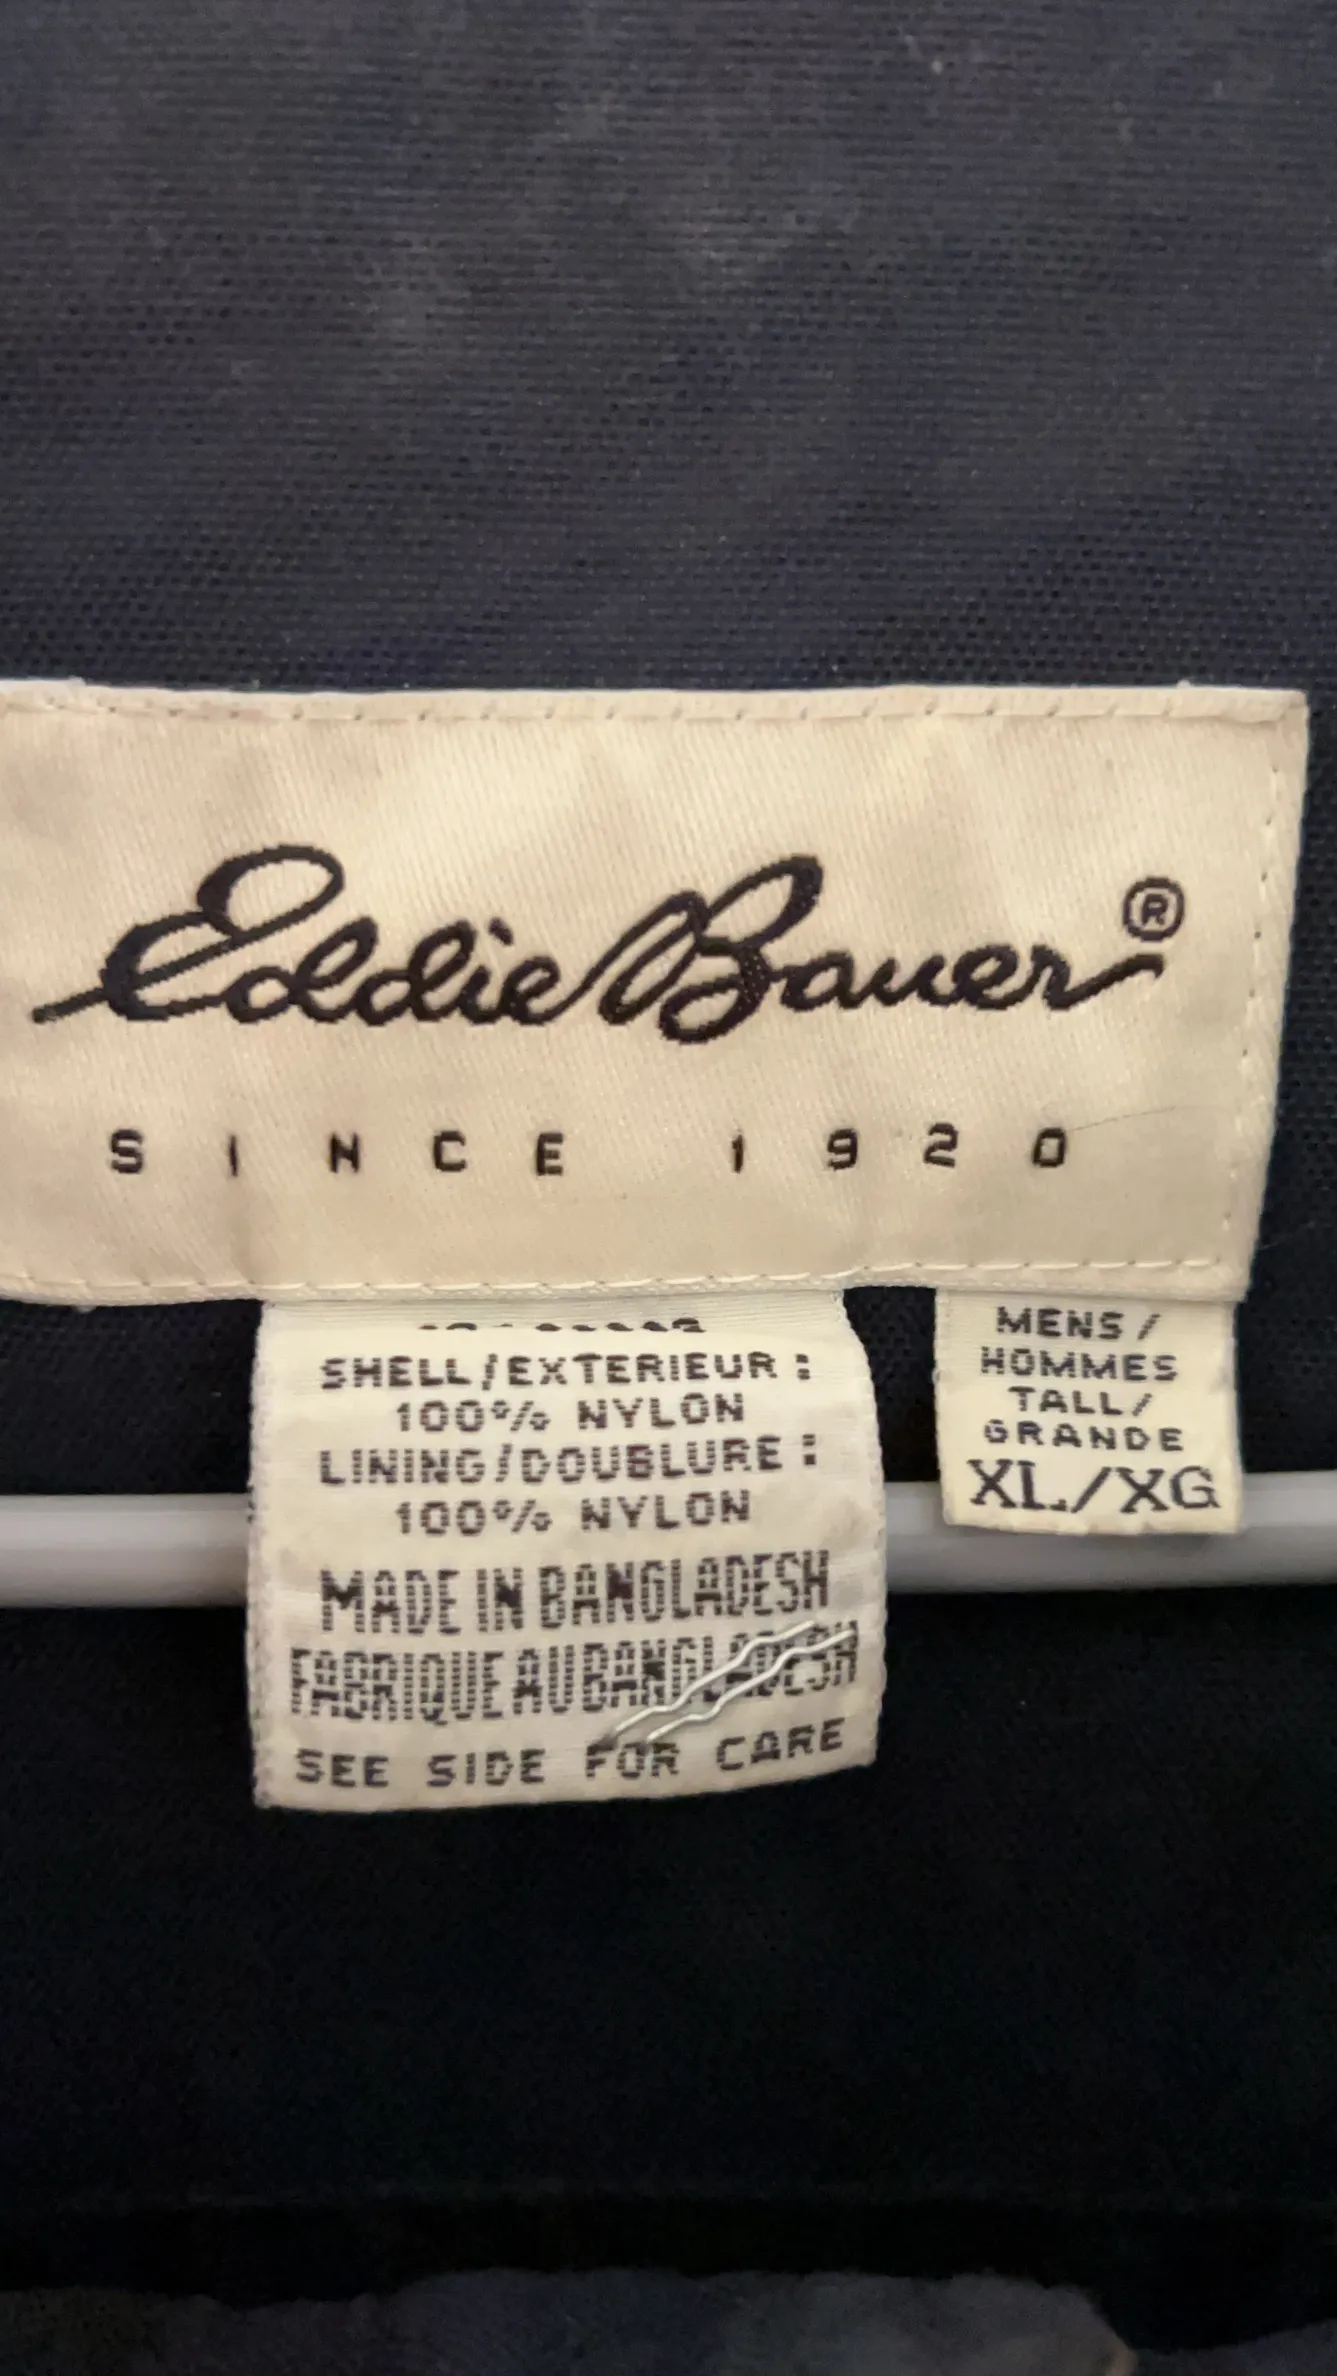 Eddie Bauer®
SINCE 1920
SHELL/EXTERIEUR:
100% NYLON
LINING/DOUBLURE:
100% NYLON
MADE IN BANGLADESH
FABRIQUE AU BANGLADESH
SEE SIDE FOR CARE
MENS/
HOMMES
TALL/
GRANDE
XL/XG